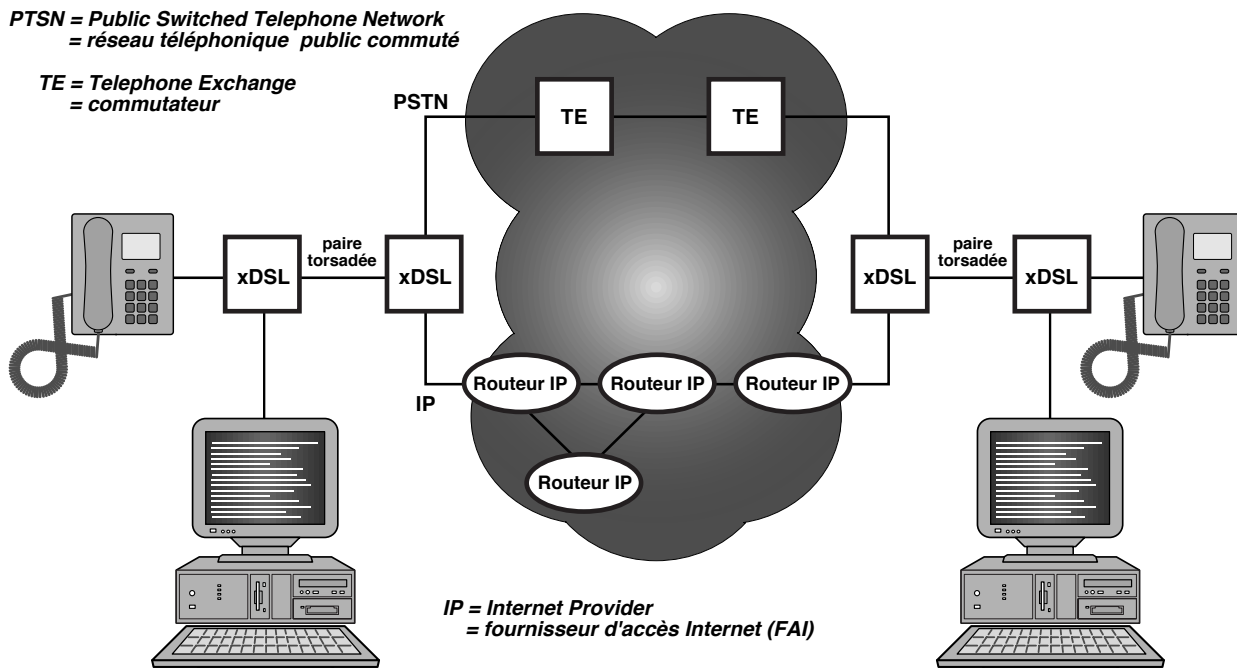 PTSN = Public Switched Telephone Network
= réseau téléphonique public commuté
TE = Telephone Exchange
= commutateur
PSTN
TE
TE
xDSL
paire
torsadée
xDSL
xDSL
paire
torsadée
xDSL
IP
Routeur IP
Routeur IP
Routeur IP
Routeur IP
IP = Internet Provider
= fournisseur d'accès Internet (FAI)